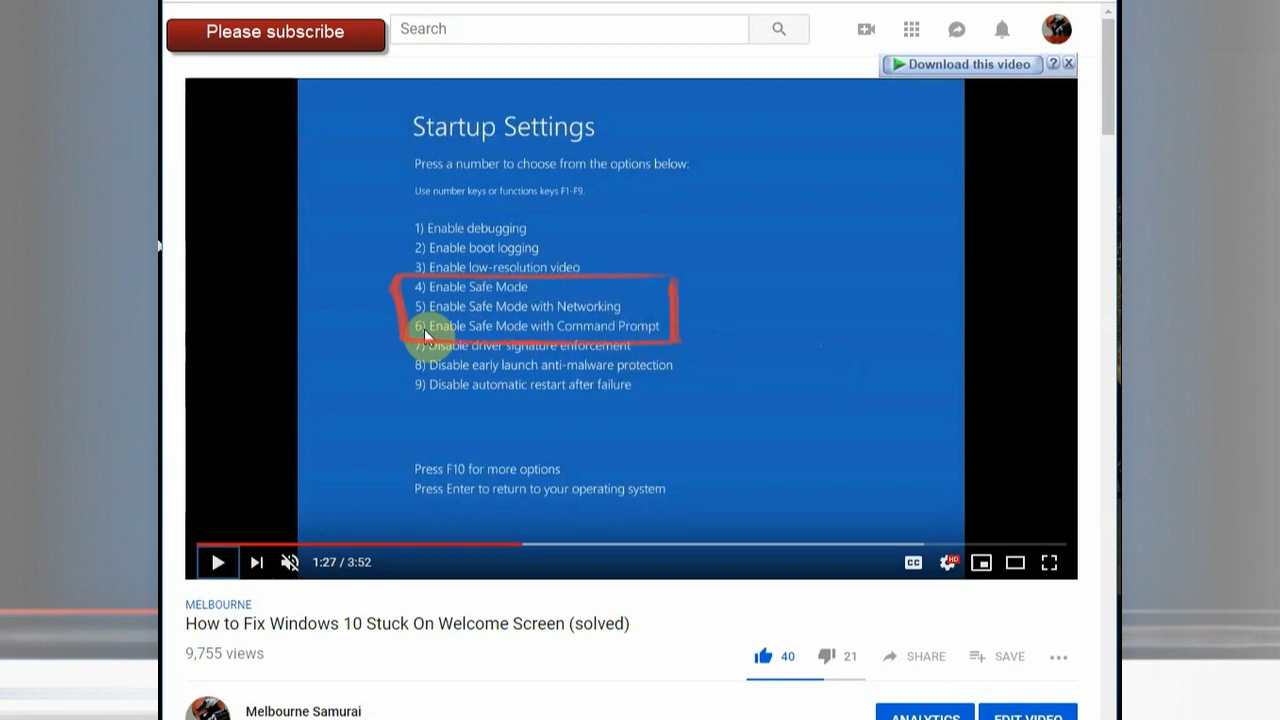 Please subscribe
Search
Download this video
?
X
Startup Settings
Press a number to choose from the options below:
Use number keys or functions keys F1-F9.
1) Enable debugging
2) Enable boot logging
3) Enable low-resolution video
4) Enable Safe Mode
5) Enable Safe Mode with Networking
6) Enable Safe Mode with Command Prompt
7) Disable driver signature enforcement
8) Disable early launch anti-malware protection
9) Disable automatic restart after failure
Press F10 for more options
Press Enter to return to your operating system
1:27 / 3:52
CC
HD
MELBOURNE
How to Fix Windows 10 Stuck On Welcome Screen (solved)
9,755 views
40
21
SHARE
SAVE
Melbourne Samurai
ANALYTICS
EDIT VIDEO